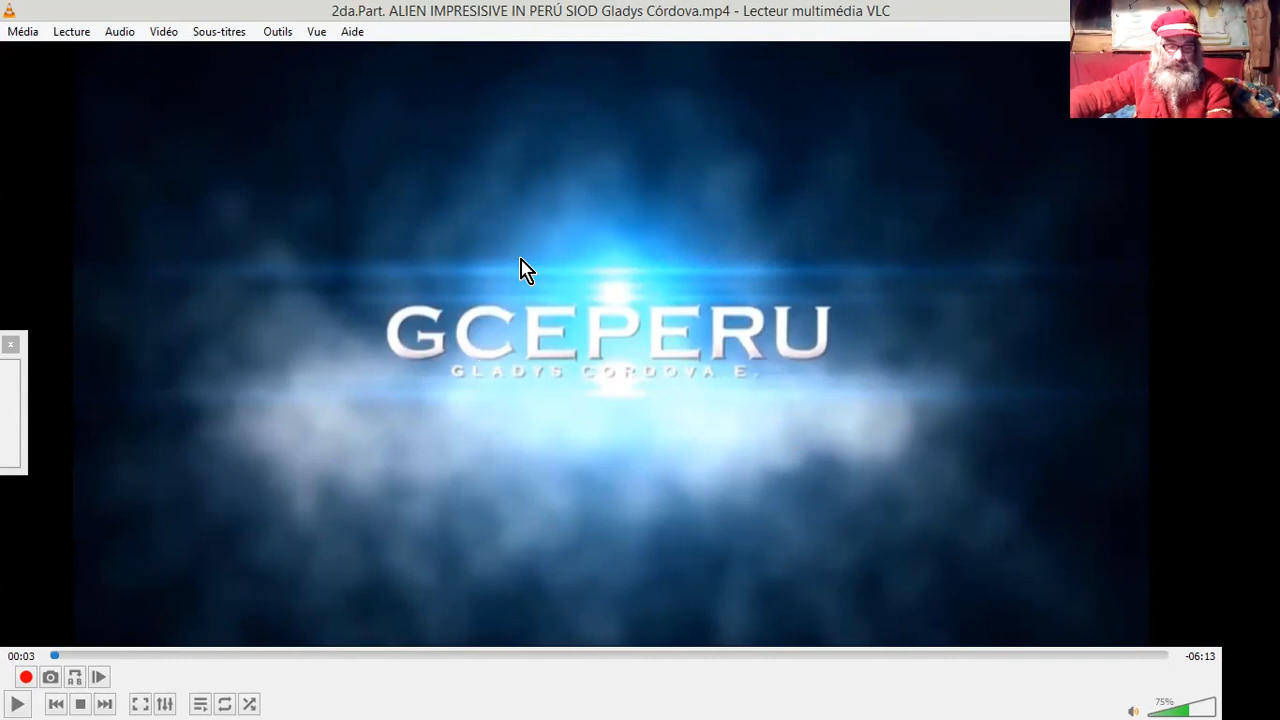 2da.Part. ALIEN IMPRESISIVE IN PERÚ SIOD Gladys Córdova.mp4 - Lecteur multimédia VLC
Média Lecture Audio Vidéo Sous-titres Outils Vue Aide
x
GCEPERU
GLADYS CORDOVA E.
00:03 -06:13
A B
75%